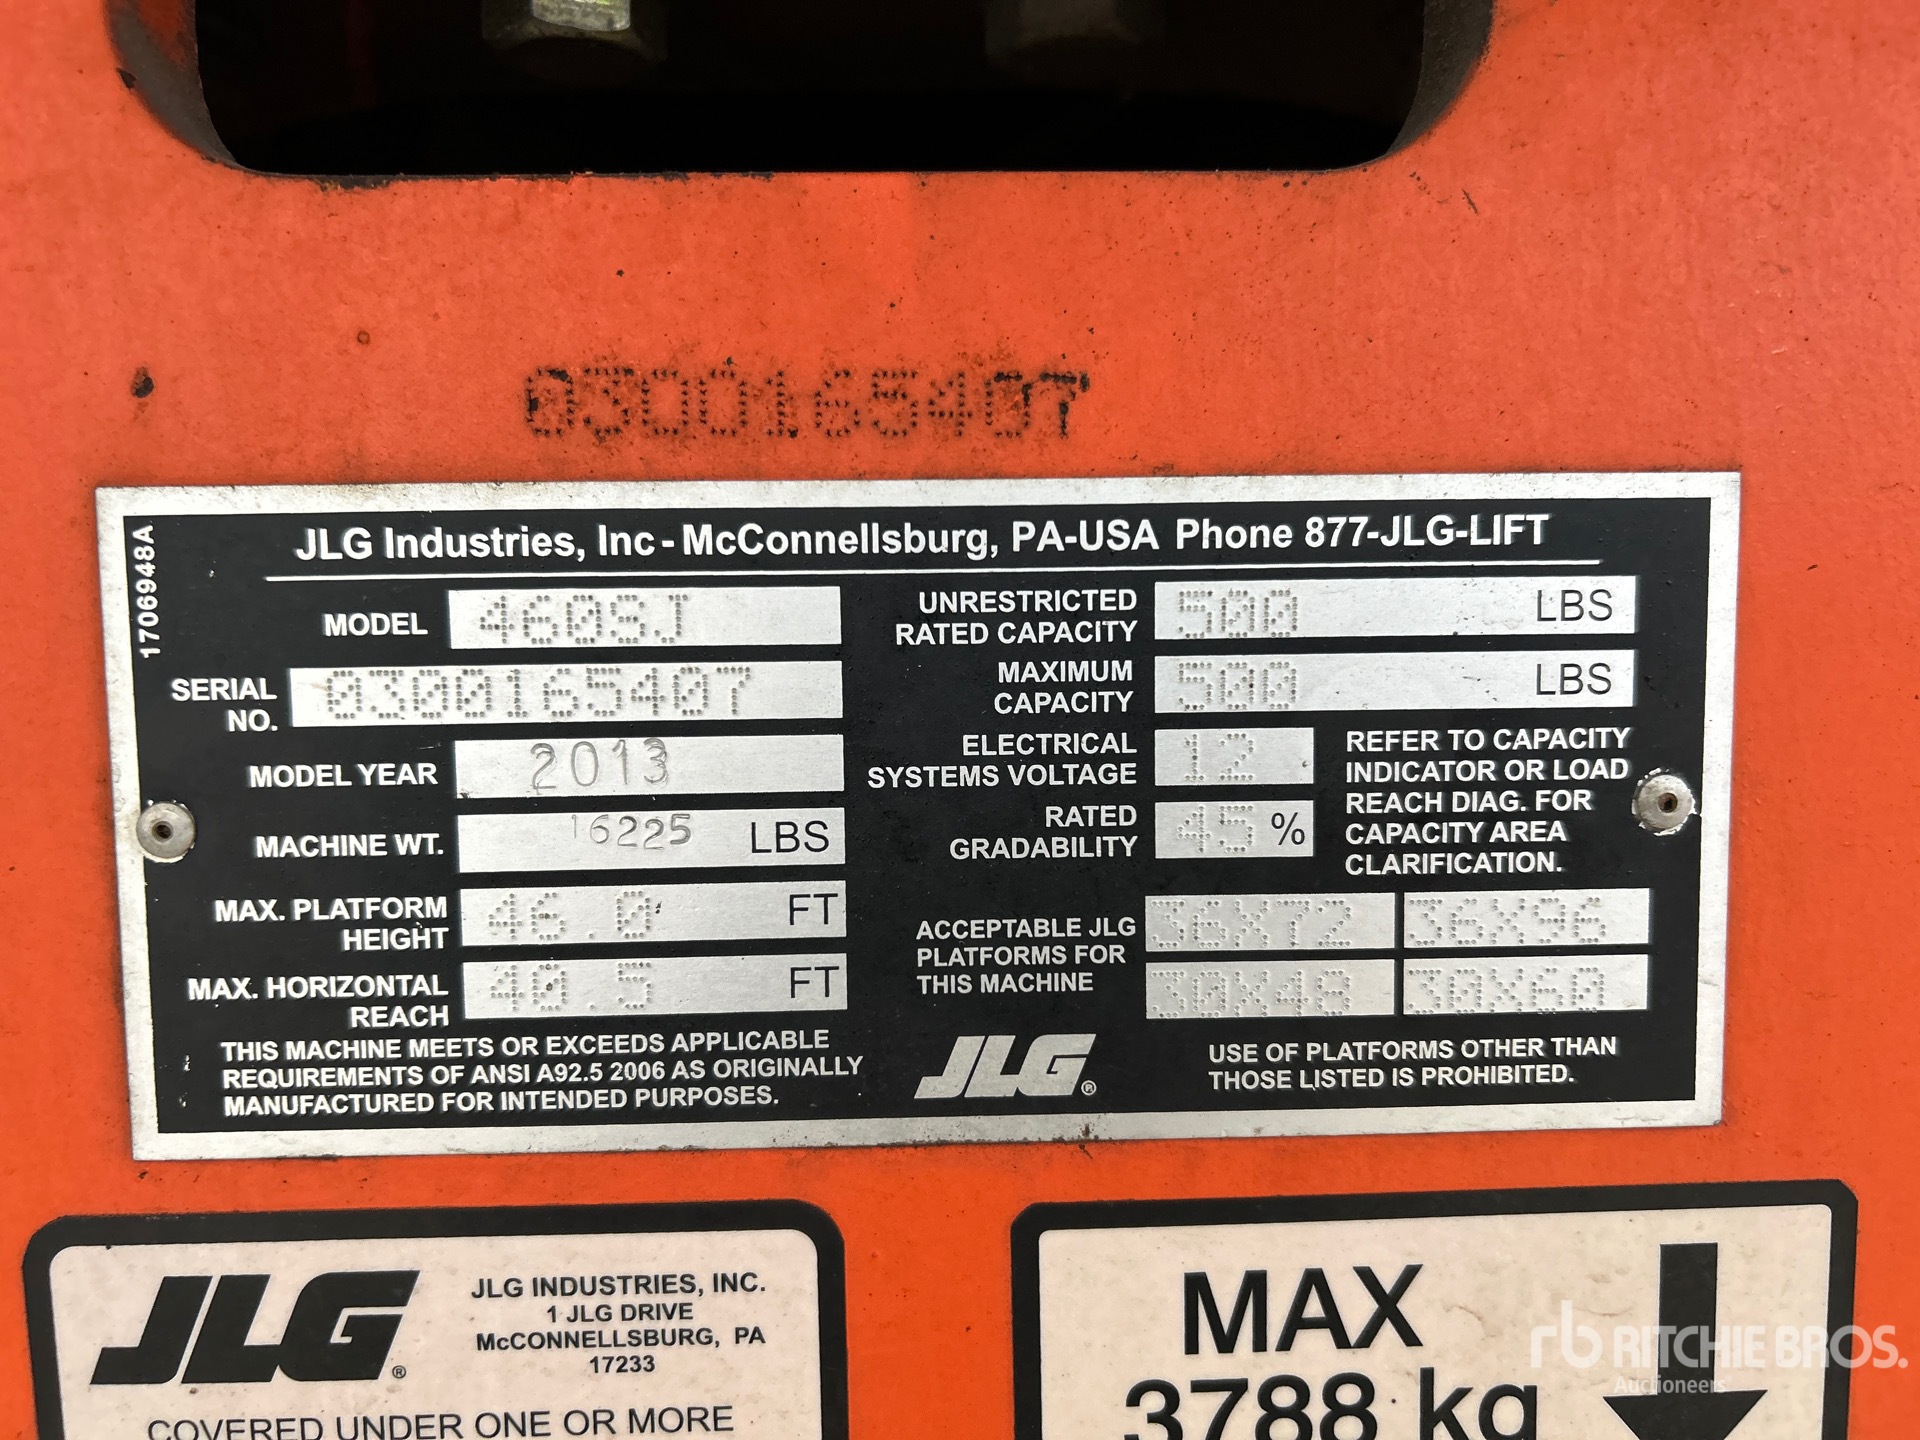 0300165407
1706948A
JLG Industries, Inc - McConnellsburg, PA-USA Phone 877-JLG-LIFT
MODEL 460SJ
SERIAL NO. 0300165407
MODEL YEAR 2013
MACHINE WT. 16225 LBS
MAX. PLATFORM HEIGHT 46.0 FT
MAX. HORIZONTAL REACH 40.5 FT
THIS MACHINE MEETS OR EXCEEDS APPLICABLE
REQUIREMENTS OF ANSI A92.5 2006 AS ORIGINALLY
MANUFACTURED FOR INTENDED PURPOSES.
UNRESTRICTED RATED CAPACITY 500 LBS
MAXIMUM CAPACITY 500 LBS
ELECTRICAL SYSTEMS VOLTAGE 12
RATED GRADABILITY 45 %
REFER TO CAPACITY
INDICATOR OR LOAD
REACH DIAG. FOR
CAPACITY AREA
CLARIFICATION.
ACCEPTABLE JLG
PLATFORMS FOR
THIS MACHINE
36X72 36X96
30X48 30X60
JLG®
USE OF PLATFORMS OTHER THAN
THOSE LISTED IS PROHIBITED.
JLG®
JLG INDUSTRIES, INC.
1 JLG DRIVE
McCONNELLSBURG, PA
17233
COVERED UNDER ONE OR MORE
MAX
3788 kg
rb RITCHIE BROS.
Auctioneers